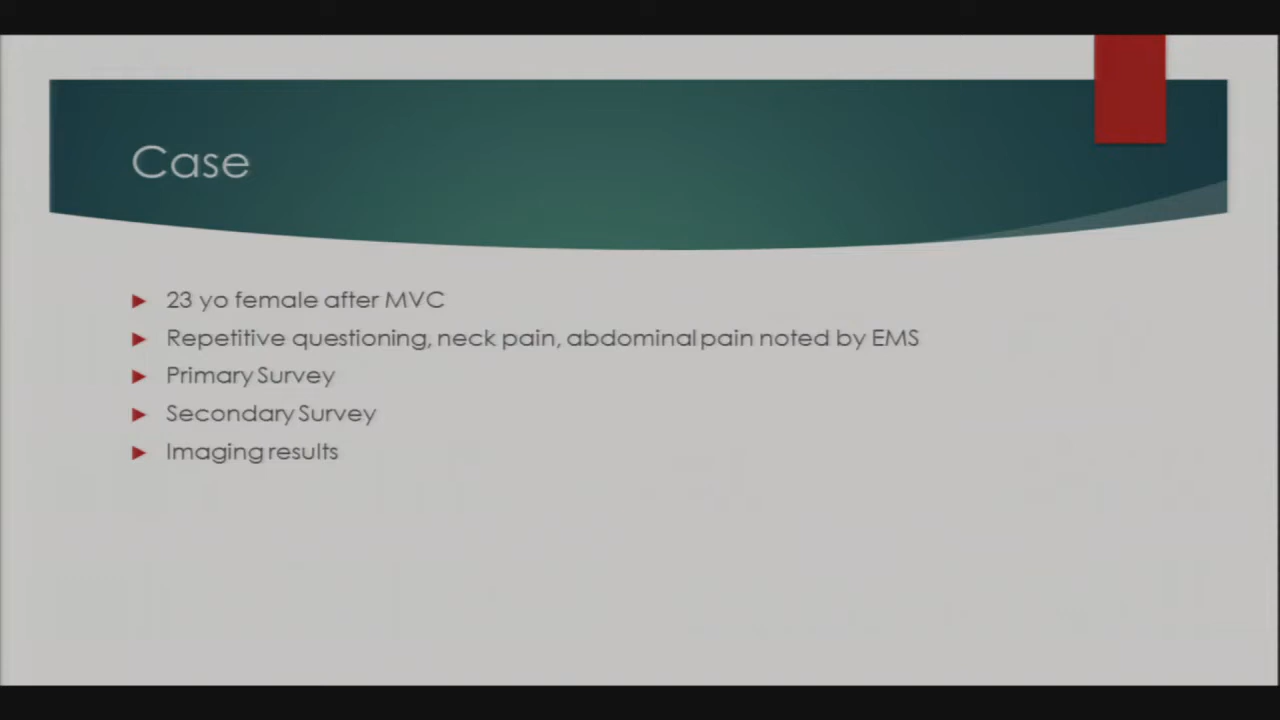 Case
23 yo female after MVC
Repetitive questioning, neck pain, abdominal pain noted by EMS
Primary Survey
Secondary Survey
Imaging results